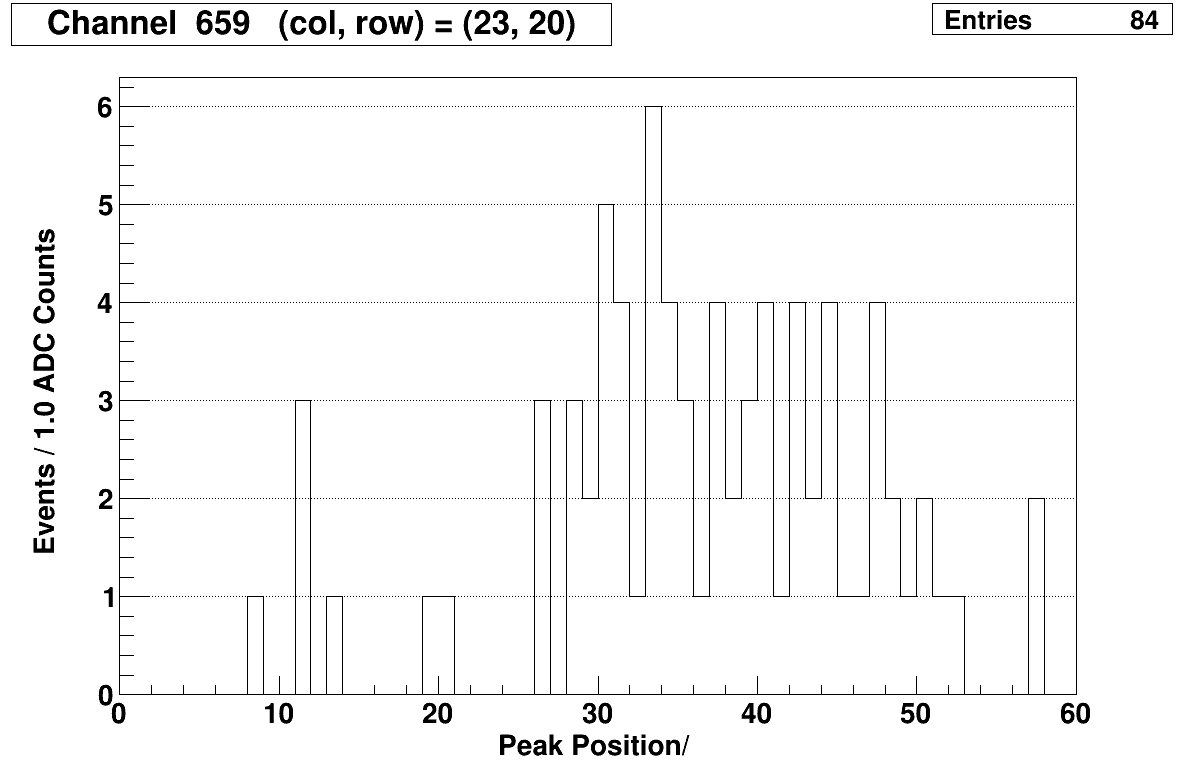 Channel 659 (col, row) = (23, 20)
Entries 84
Events / 1.0 ADC Counts
6
5
4
3
2
1
0
0 10 20 30 40 50 60
Peak Position/